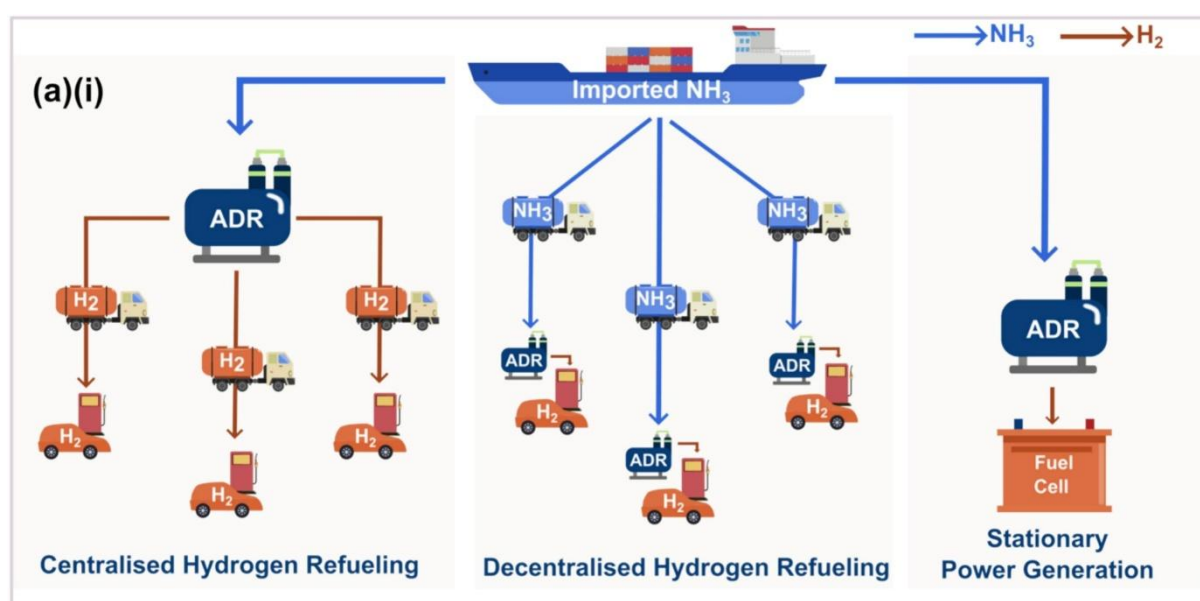 NH₃ H₂
(a)(i)
Imported NH₃
ADR
H₂
H₂
H₂
H₂
H₂
H₂
Centralised Hydrogen Refueling
NH₃
NH₃
NH₃
ADR
H₂
ADR
H₂
ADR
H₂
Decentralised Hydrogen Refueling
ADR
Fuel
Cell
Stationary
Power Generation